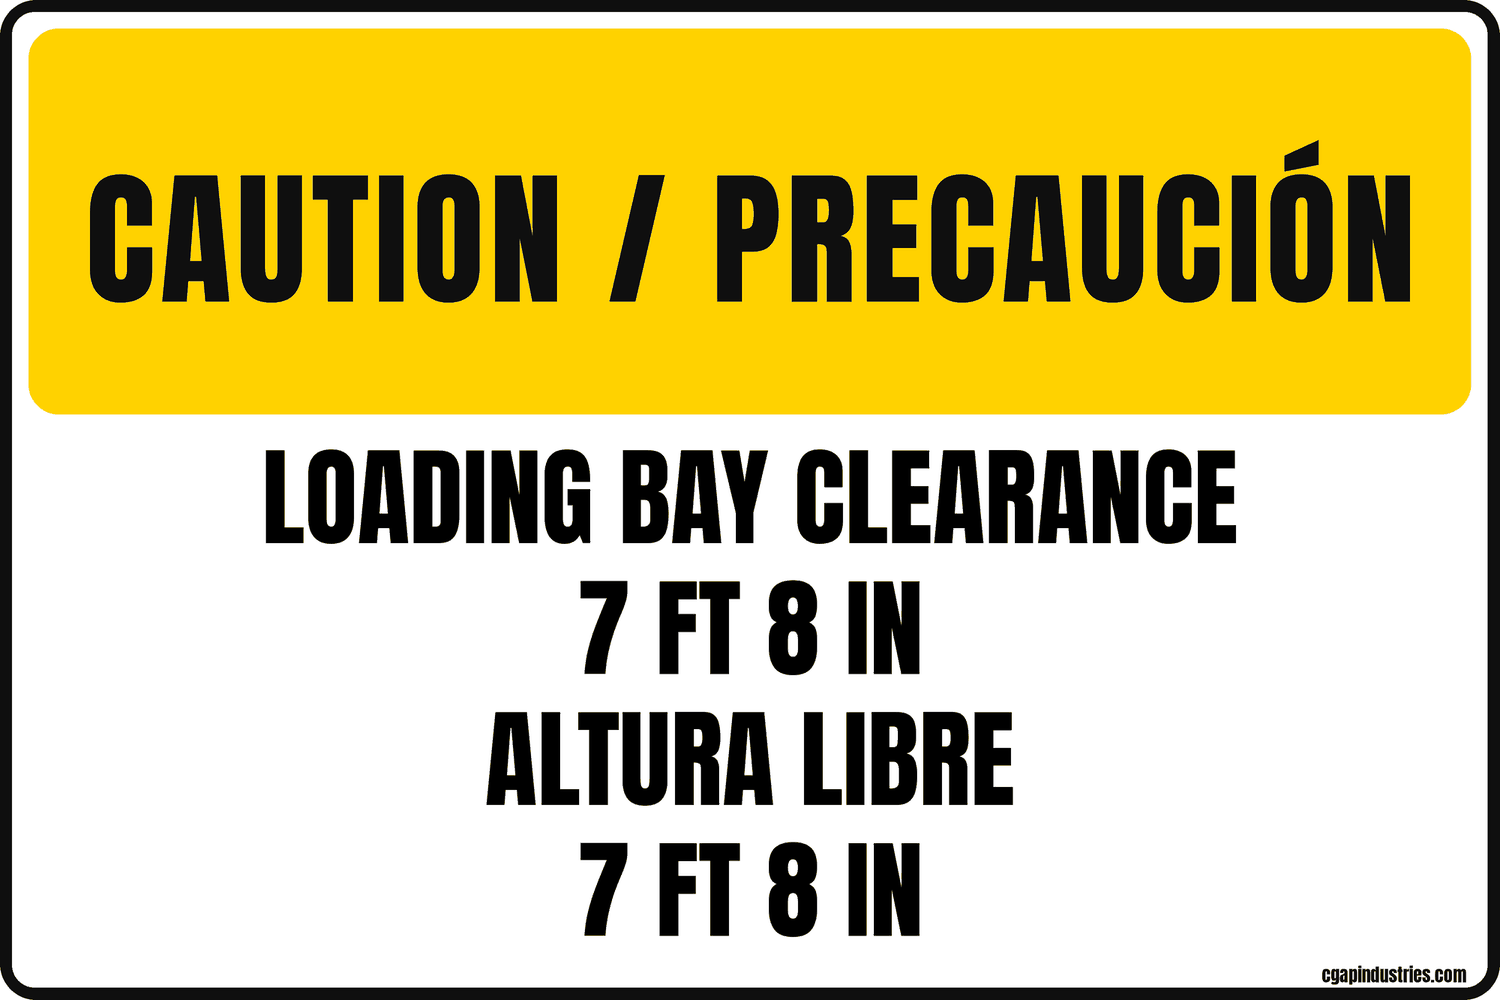 CAUTION / PRECAUCIÓN
LOADING BAY CLEARANCE
7 FT 8 IN
ALTURA LIBRE
7 FT 8 IN
cgapindustries.com